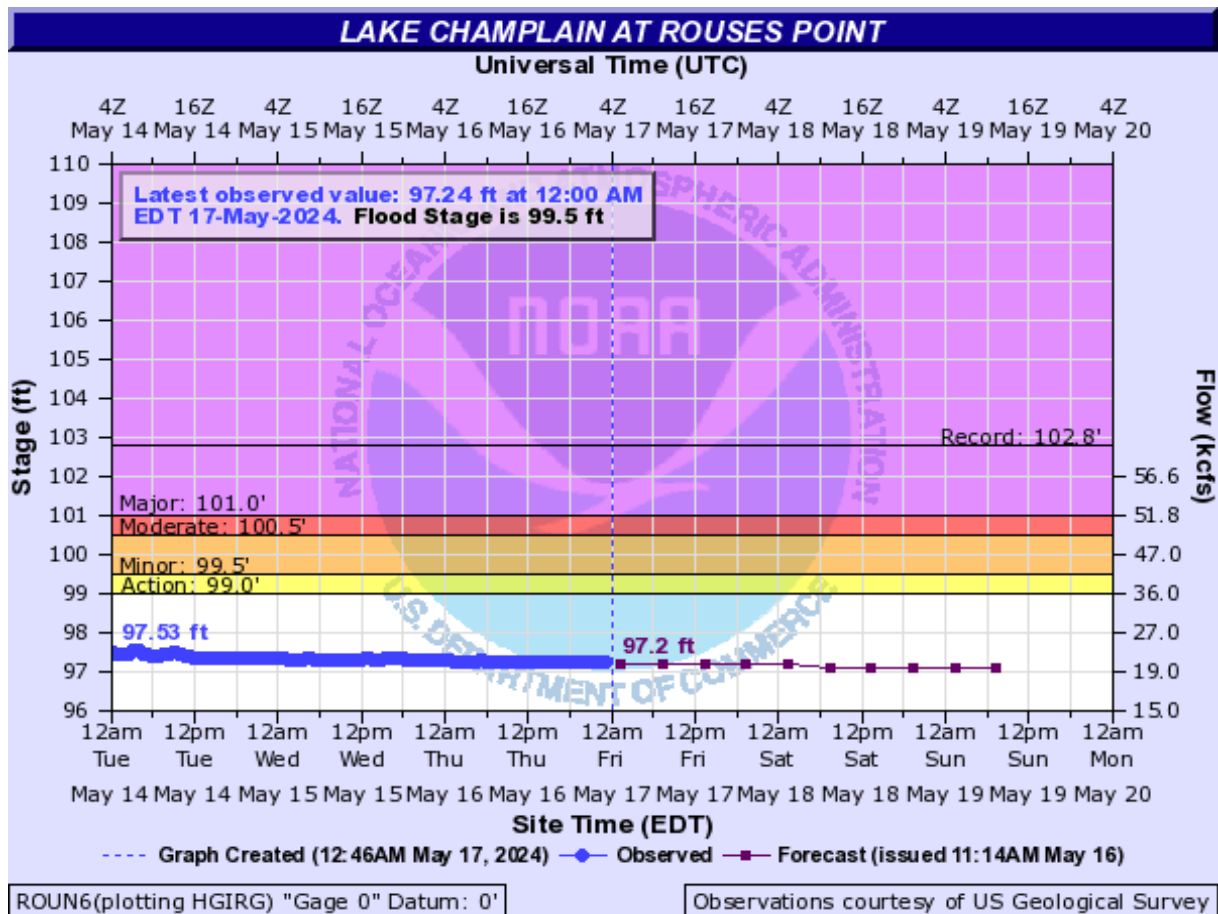 LAKE CHAMPLAIN AT ROUSES POINT
Universal Time (UTC)
4Z 16Z 4Z 16Z 4Z 16Z 4Z 16Z 4Z 16Z 4Z 16Z 4Z
May 14 May 14 May 15 May 15 May 16 May 16 May 17 May 17 May 18 May 18 May 19 May 19 May 20
110
109
108
107
106
105
104
103
102
101
100
99
98
97
96
Stage (ft)
Latest observed value: 97.24 ft at 12:00 AM
EDT 17-May-2024. Flood Stage is 99.5 ft
NATIONAL OCEANIC AND ATMOSPHERIC ADMINISTRATION
NOAA
U.S. DEPARTMENT OF COMMERCE
Record: 102.8'
Major: 101.0'
Moderate: 100.5'
Minor: 99.5'
Action: 99.0'
97.53 ft
97.2 ft
Flow (kcfs)
56.6
51.8
47.0
36.0
27.0
19.0
15.0
12am 12pm 12am 12pm 12am 12pm 12am 12pm 12am 12pm 12am 12pm 12am
Tue Tue Wed Wed Thu Thu Fri Fri Sat Sat Sun Sun Mon
May 14 May 14 May 15 May 15 May 16 May 16 May 17 May 17 May 18 May 18 May 19 May 19 May 20
Site Time (EDT)
Graph Created (12:46AM May 17, 2024) Observed Forecast (issued 11:14AM May 16)
ROUN6(plotting HGIRG) "Gage 0" Datum: 0'
Observations courtesy of US Geological Survey